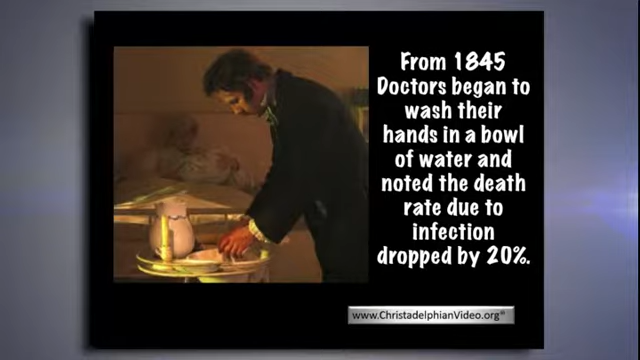 From 1845
Doctors began to
wash their
hands in a bowl
of water and
noted the death
rate due to
infection
dropped by 20%.
www.ChristadelphianVideo.org